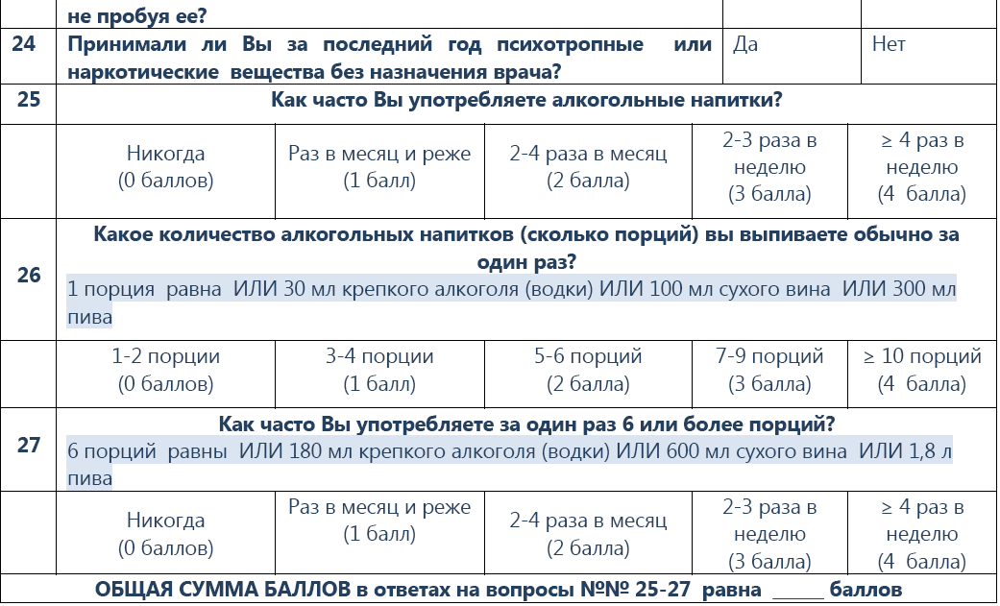 не пробуя ее?
24 Принимали ли Вы за последний год психотропные или Да Нет
наркотические вещества без назначения врача?
25 Как часто Вы употребляете алкогольные напитки?
Никогда Раз в месяц и реже 2-4 раза в месяц 2-3 раза в ≥ 4 раз в
(0 баллов) (1 балл) (2 балла) неделю неделю
(3 балла) (4 балла)
Какое количество алкогольных напитков (сколько порций) вы выпиваете обычно за
26 один раз?
1 порция равна ИЛИ 30 мл крепкого алкоголя (водки) ИЛИ 100 мл сухого вина ИЛИ 300 мл
пива
1-2 порции 3-4 порции 5-6 порций 7-9 порций ≥ 10 порций
(0 баллов) (1 балл) (2 балла) (3 балла) (4 балла)
27 Как часто Вы употребляете за один раз 6 или более порций?
6 порций равны ИЛИ 180 мл крепкого алкоголя (водки) ИЛИ 600 мл сухого вина ИЛИ 1,8 л
пива
Никогда Раз в месяц и реже 2-4 раза в месяц 2-3 раза в ≥ 4 раз в
(0 баллов) (1 балл) (2 балла) неделю неделю
(3 балла) (4 балла)
ОБЩАЯ СУММА БАЛЛОВ в ответах на вопросы №№ 25-27 равна _____ баллов